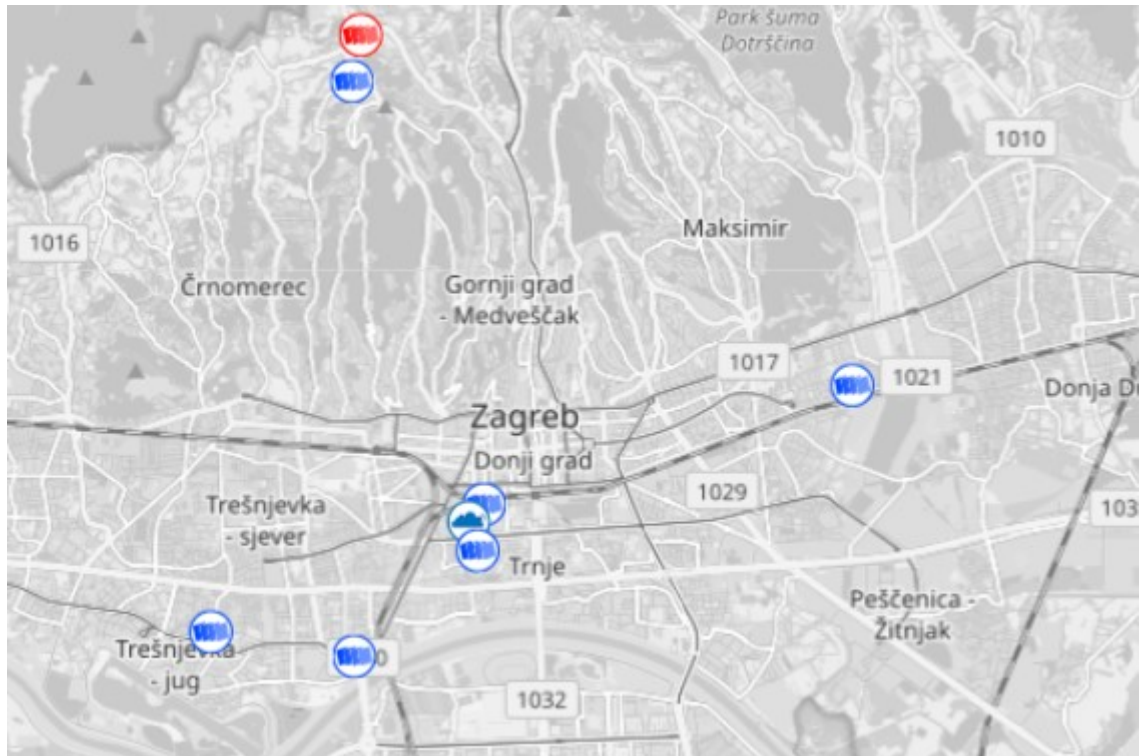 Park šuma
Dotrščina
1010
Maksimir
1016
Črnomerec
Gornji grad
- Medveščak
1017
1021
Zagreb
Donji grad
1029
Trešnjevka
- sjever
Trnje
Peščenica -
Žitnjak
Trešnjevka
- jug
1032